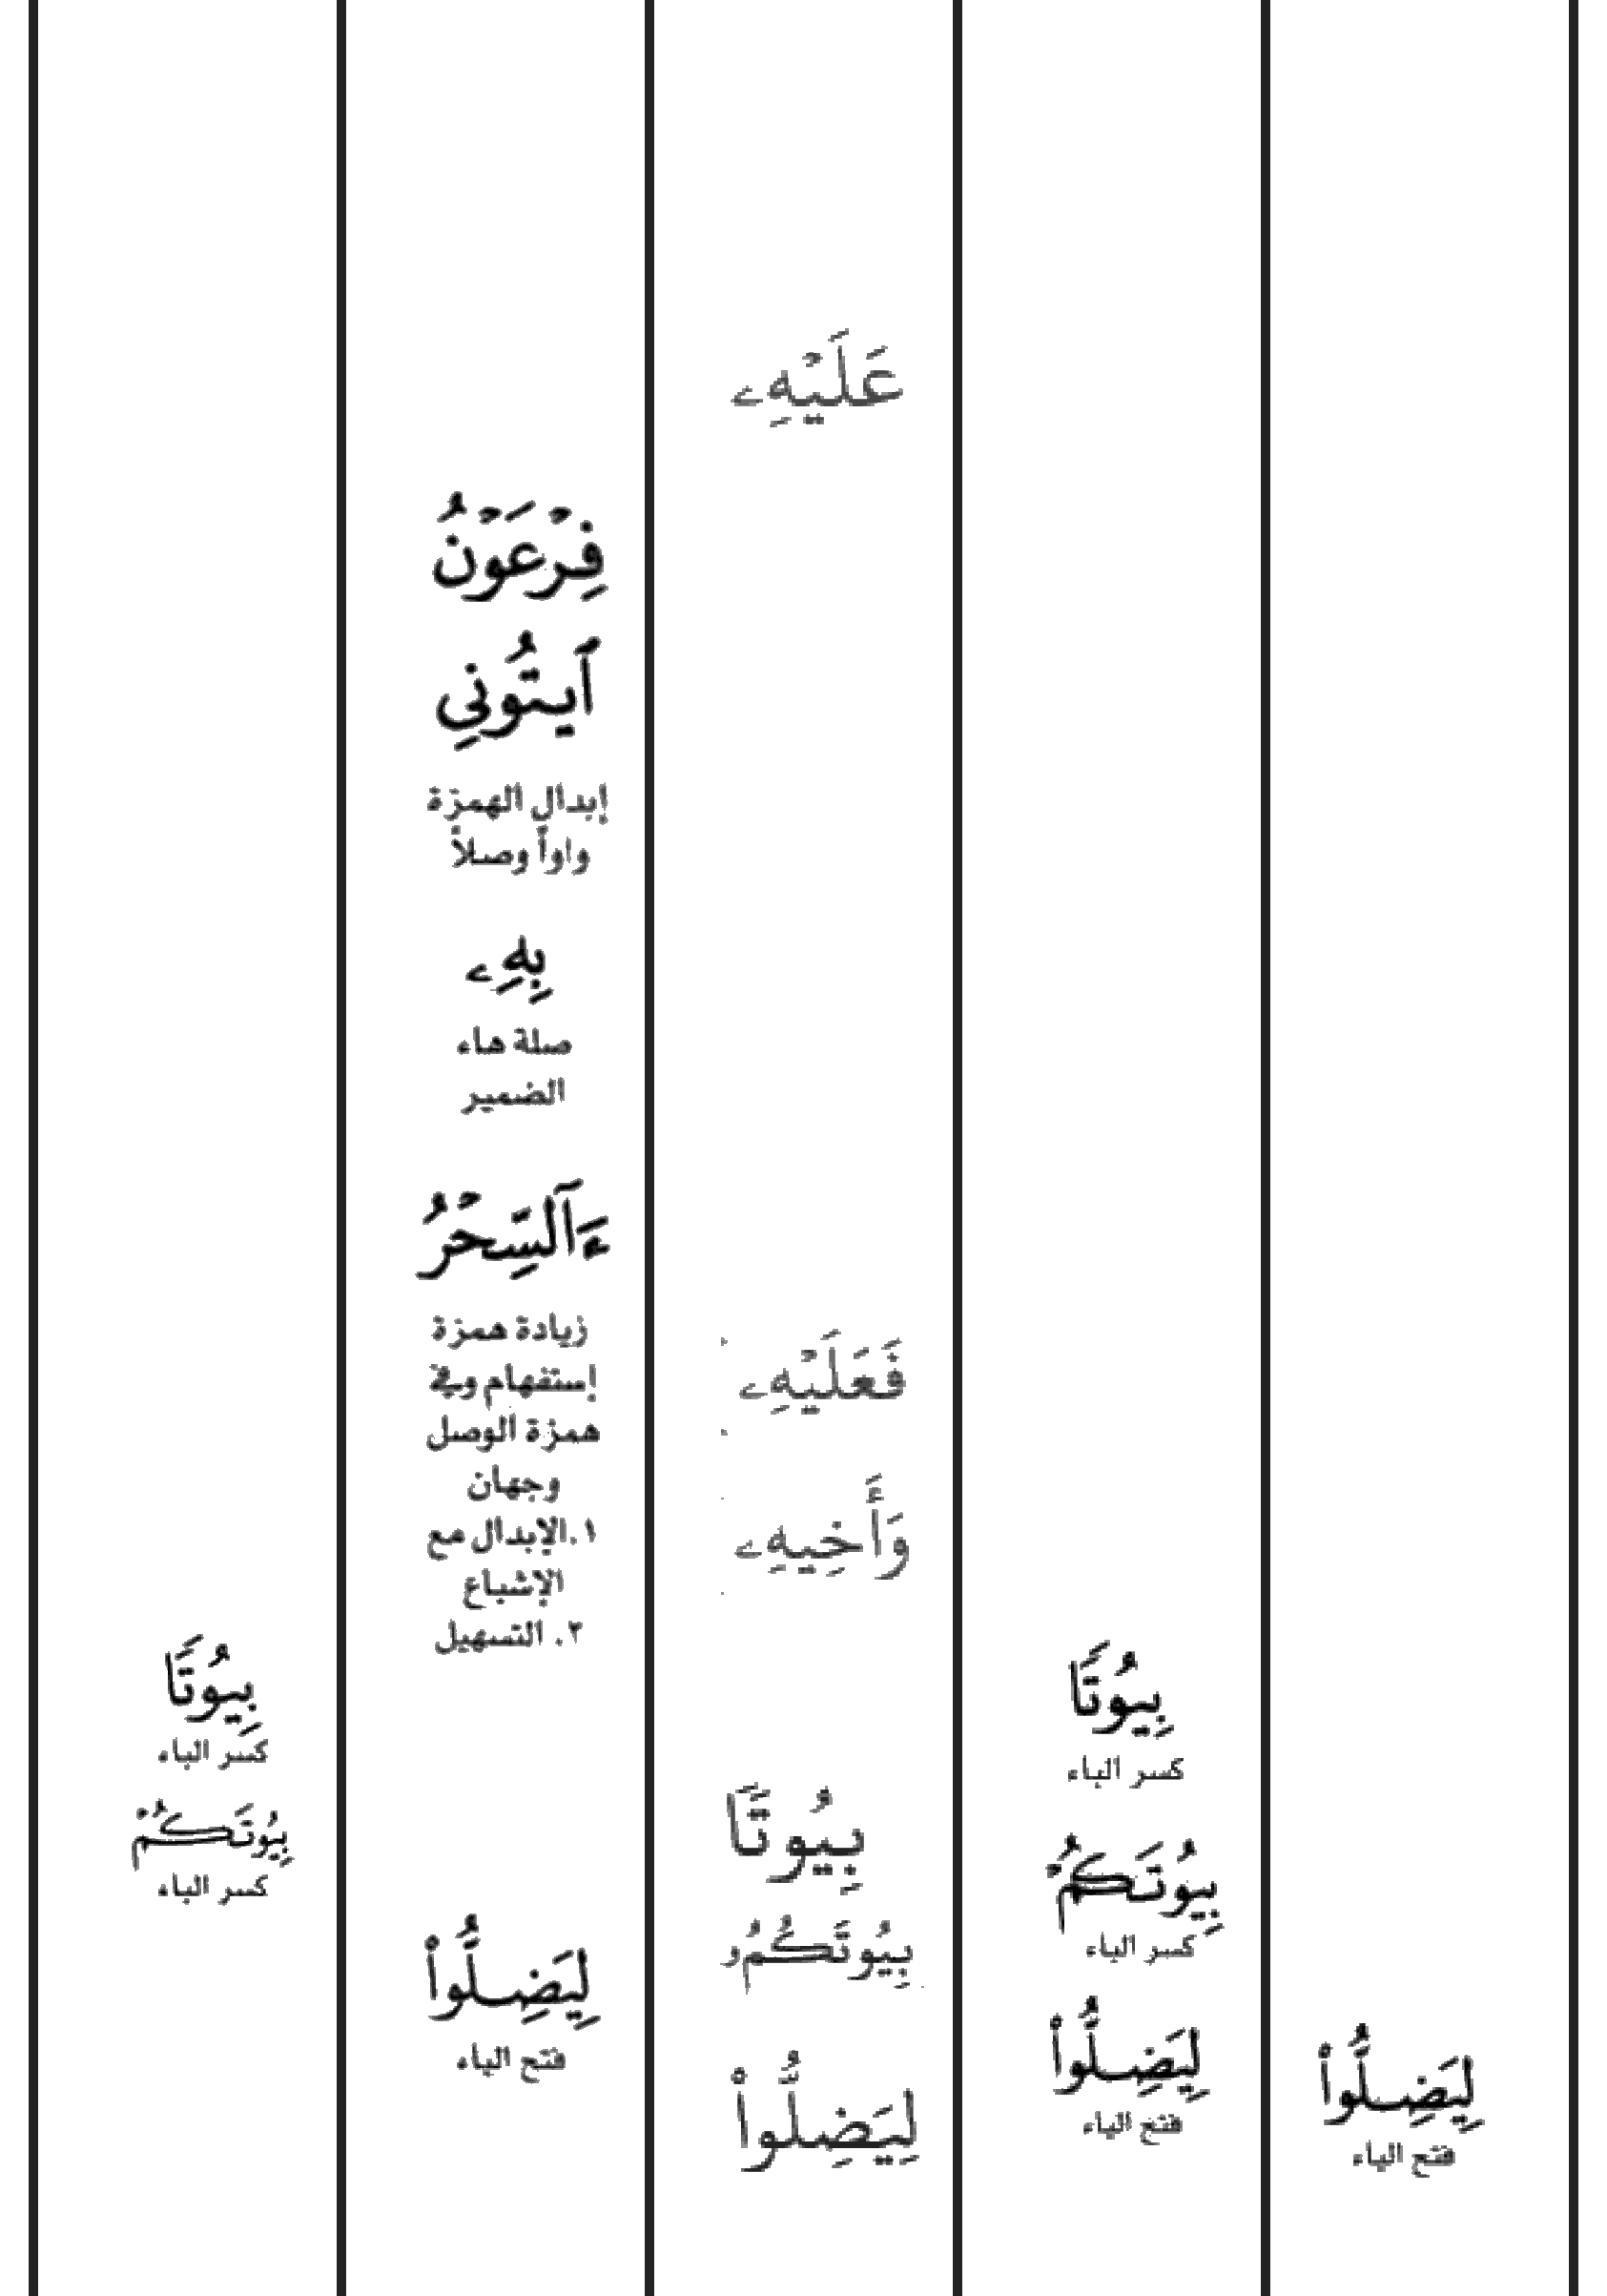 لِيَضِلُّواْ
فتح الياء
بِيُوتًا
كسر الباء
بِيُوتَكُمْ
كسر الباء
لِيَضِلُّواْ
فتح الياء
عَلَيْهِۦ
فَعَلَيْهِۦ
وَأَخِيهِۦ
بِيُوتًا
بِيُوتَكُمُۥ
لِيَضِلُّواْ
فِرْعَوْنُ
ٱيتُونِي
إبدال الهمزة
واواً وصلاً
بِهِۦ
صلة هاء
الضمير
ءَآلسِّحْرُ
زيادة همزة
إستفهام وفي
همزة الوصل
وجهان
١.الإبدال مع
الإشباع
٢. التسهيل
لِيَضِلُّواْ
فتح الياء
بِيُوتًا
كسر الباء
بِيُوتَكُمْ
كسر الباء